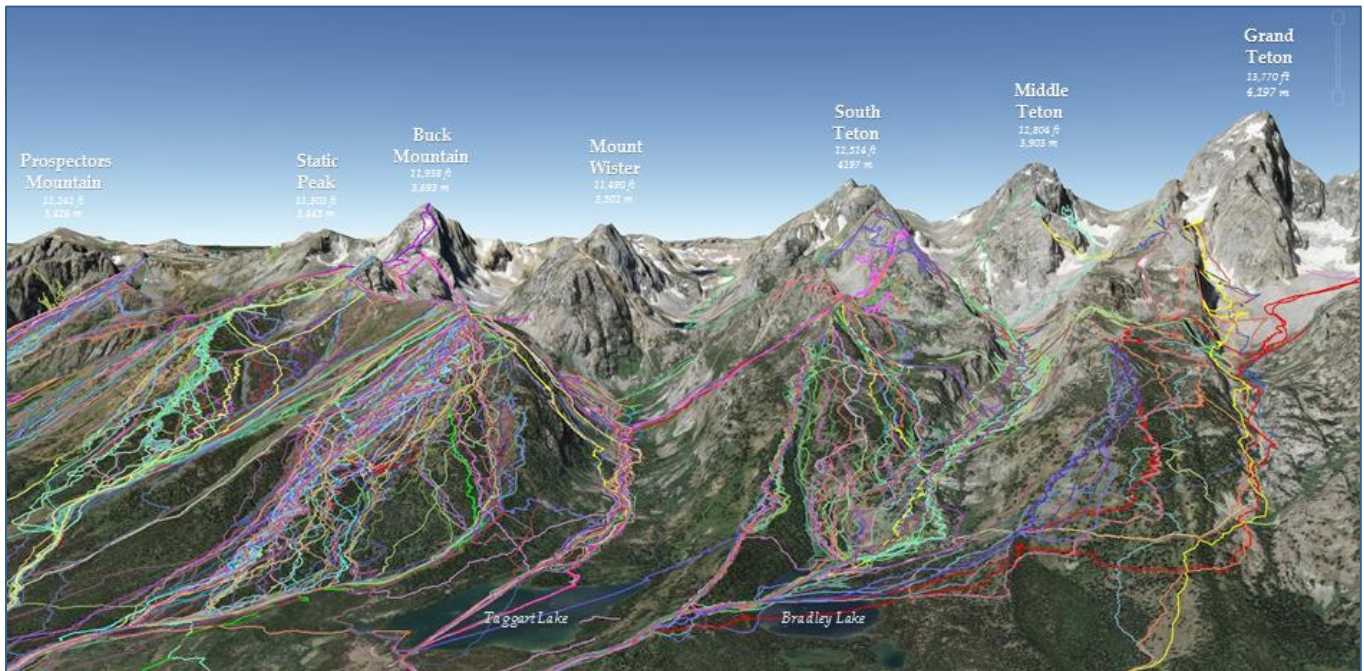 Prospectors
Mountain
11,241 ft
3,426 m
Static
Peak
11,303 ft
3,445 m
Buck
Mountain
11,938 ft
3,693 m
Mount
Wister
11,490 ft
3,502 m
South
Teton
12,514 ft
4197 m
Middle
Teton
12,804 ft
3,903 m
Grand
Teton
13,770 ft
4,197 m
Taggart Lake
Bradley Lake